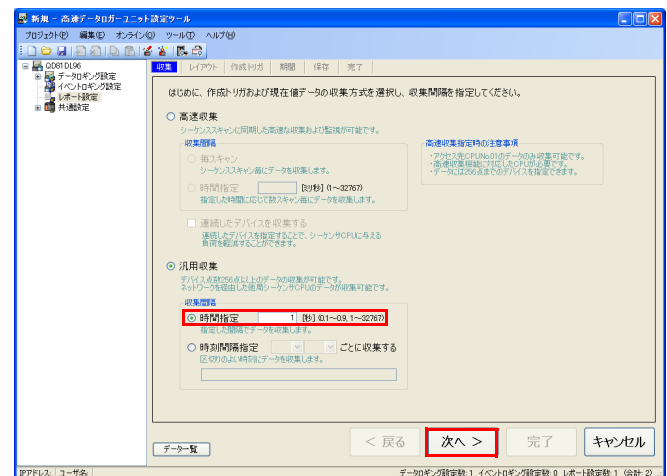 新規 - 高速データロガーユニット設定ツール
プロジェクト(P) 編集(E) オンライン(O) ツール(T) ヘルプ(H)
QD81DL96
データロギング設定
イベントロギング設定
レポート設定
共通設定
収集 レイアウト 作成トリガ 期間 保存 完了
はじめに、作成トリガおよび現在値データの収集方式を選択し、収集間隔を指定してください。
高速収集
シーケンススキャンに同期した高速な収集および監視が可能です。
収集間隔
毎スキャン
シーケンススキャン毎にデータを収集します。
時間指定 [ミリ秒] (1～32767)
指定した時間に応じて数スキャン毎にデータを収集します。
連続したデバイスを収集する
連続したデバイスを指定することで、シーケンサCPUに与える
負荷を軽減することができます。
高速収集指定時の注意事項
・アクセス先CPUNo.01のデータのみ収集可能です。
・高速収集機能に対応したCPUが必要です。
・データには256点までのデバイスを指定できます。
汎用収集
デバイス点数256点以上のデータの収集が可能です。
ネットワークを経由した他局シーケンサCPUのデータが収集可能です。
収集間隔
時間指定 1 [秒] (0.1～0.9, 1～32767)
指定した間隔でデータを収集します。
時刻間隔指定 ごとに収集する
区切りのよい時刻にデータを収集します。
データ一覧 < 戻る 次へ > 完了 キャンセル
IPアドレス: ユーザ名: データロギング設定数: 1 イベントロギング設定数: 0 レポート設定数: 1 (合計: 2)